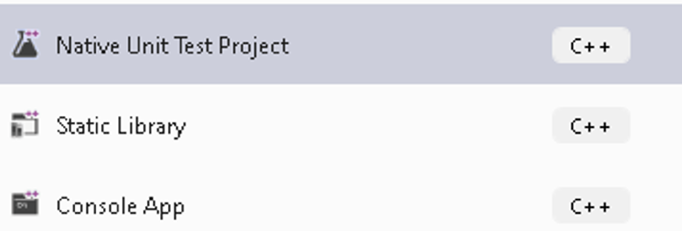 Native Unit Test Project C++
Static Library C++
Console App C++